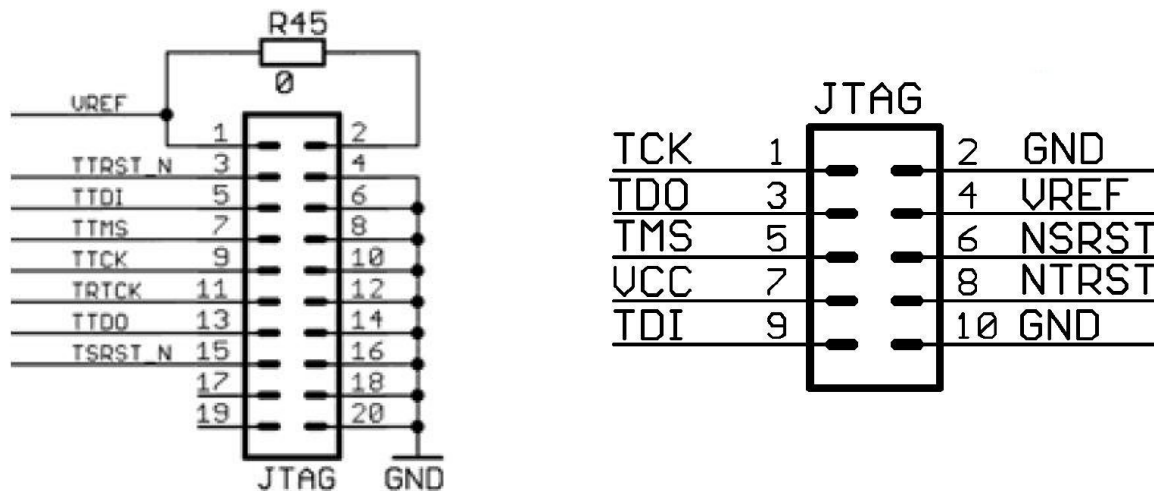 R45
0
VREF
1 2
TTRST_N 3 4
TTDI 5 6
TTMS 7 8
TTCK 9 10
TRTCK 11 12
TTDO 13 14
TSRST_N 15 16
17 18
19 20
JTAG GND
JTAG
TCK 1 2 GND
TDO 3 4 VREF
TMS 5 6 NSRST
VCC 7 8 NTRST
TDI 9 10 GND